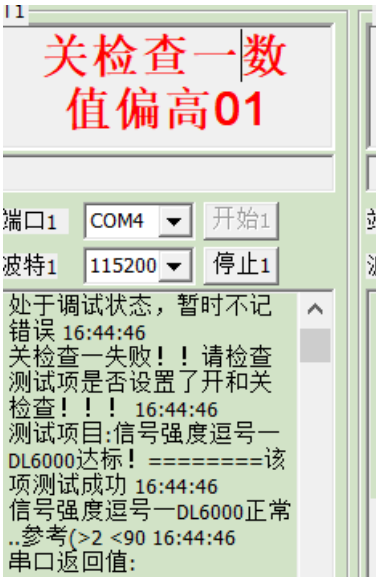 T1
关检查一数
值偏高01
端口1 COM4 开始1
波特1 115200 停止1
处于调试状态，暂时不记
错误 16:44:46
关检查一失败！！请检查
测试项是否设置了开和关
检查！！！ 16:44:46
测试项目:信号强度逗号一
DL6000达标！========该
项测试成功 16:44:46
信号强度逗号一DL6000正常
..参考(>2 <90 16:44:46
串口返回值: